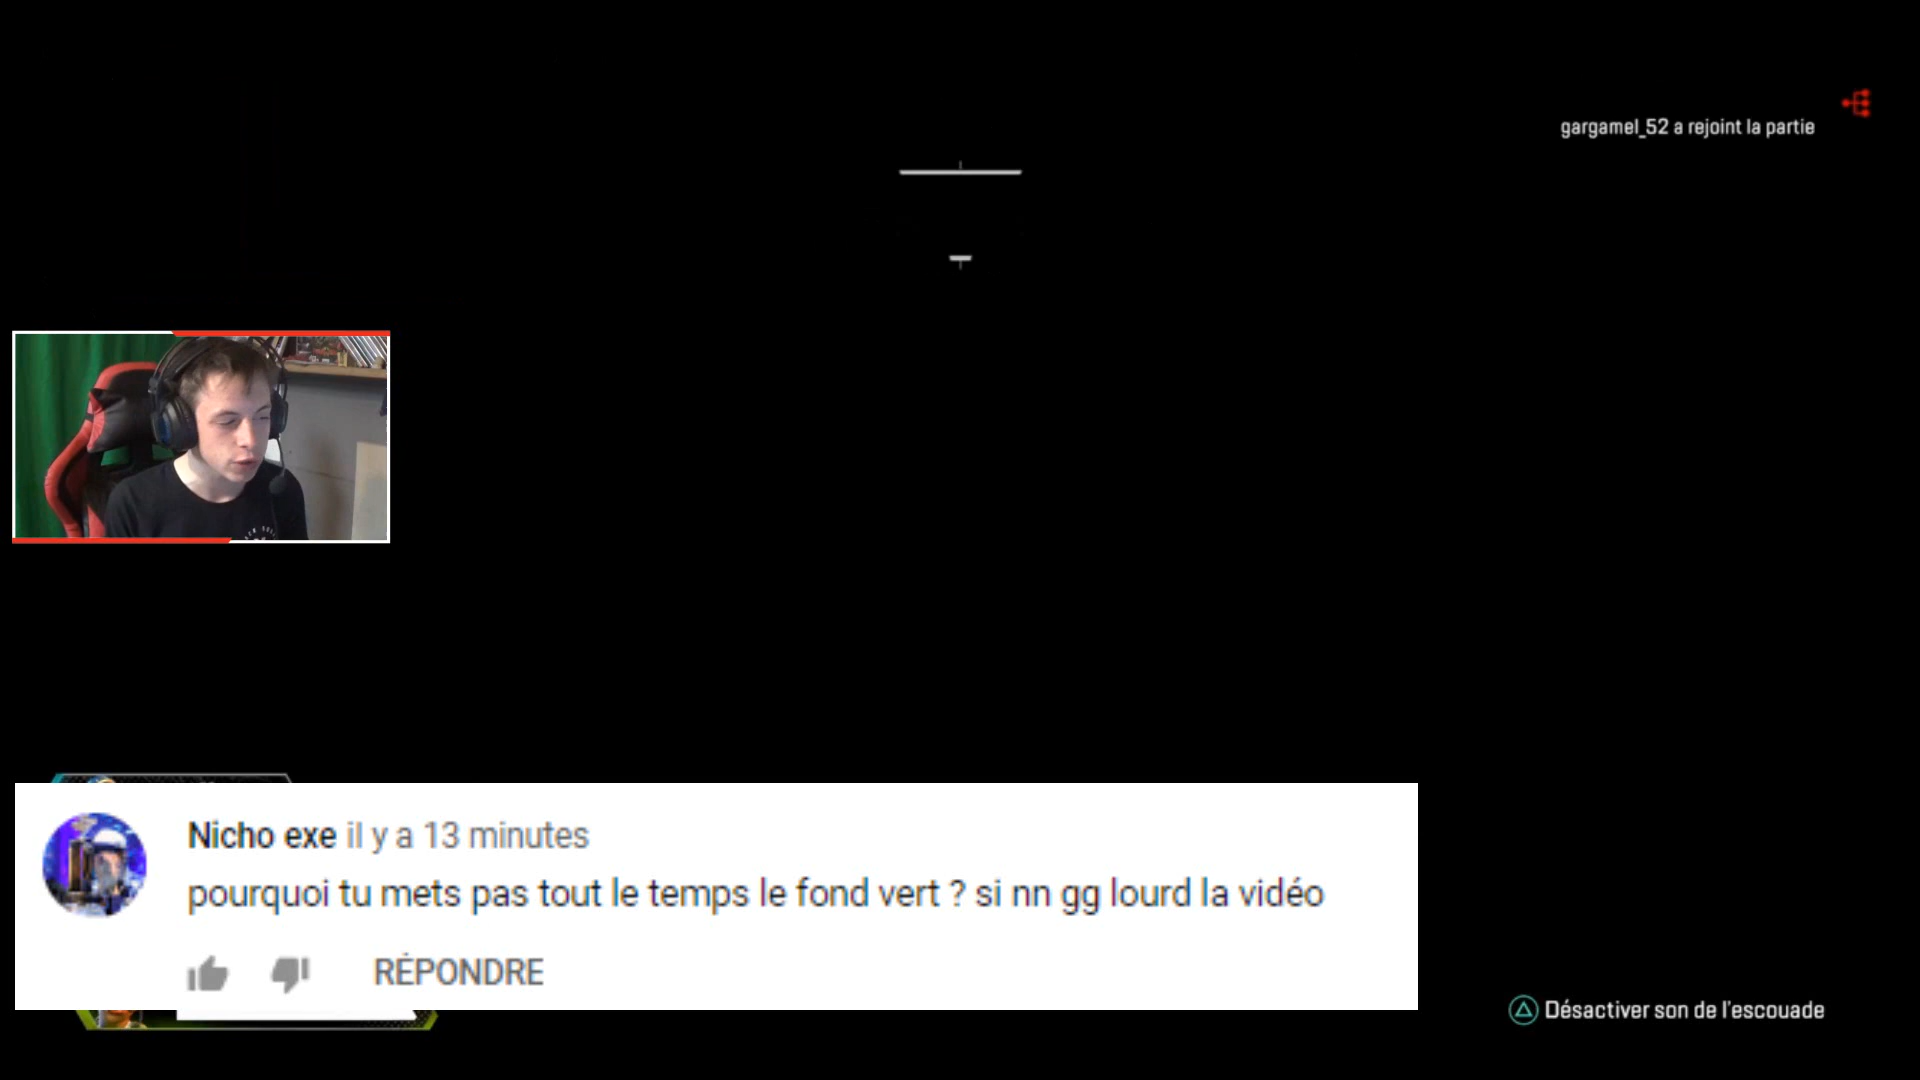 gargamel_52 a rejoint la partie
Nicho exe il y a 13 minutes
pourquoi tu mets pas tout le temps le fond vert ? si nn gg lourd la vidéo
RÉPONDRE
Désactiver son de l'escouade